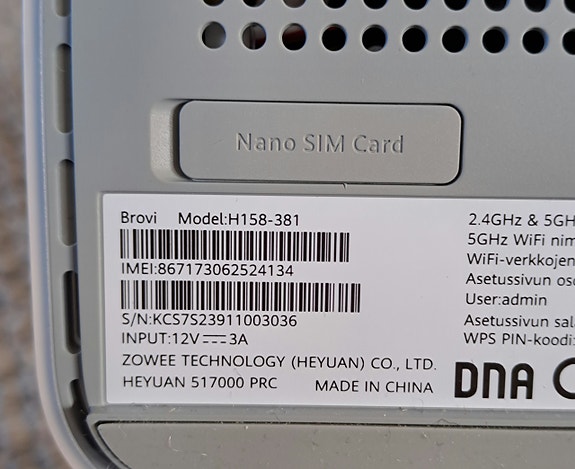 Nano SIM Card
Brovi Model:H158-381
IMEI:867173062524134
S/N:KCS7S23911003036
INPUT:12V⎓3A
ZOWEE TECHNOLOGY (HEYUAN) CO., LTD.
HEYUAN 517000 PRC MADE IN CHINA
2.4GHz & 5GH
5GHz WiFi nim
WiFi-verkkojen
Asetussivun oso
User:admin
Asetussivun sal
WPS PIN-koodi:
DNA